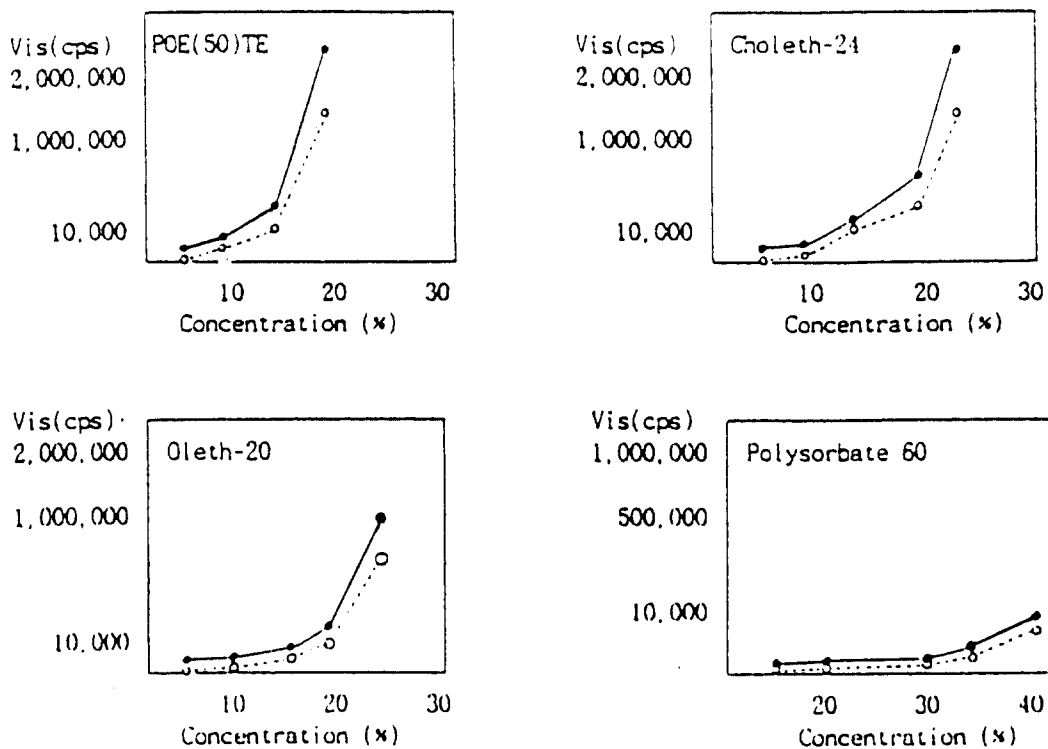 Vis(cps)
POE(50)TE
2,000,000
1,000,000
10,000
10 20 30
Concentration (%)
Vis(cps)
Choleth-24
2,000,000
1,000,000
10,000
10 20 30
Concentration (%)
Vis(cps)
Oleth-20
2,000,000
1,000,000
10,000
10 20 30
Concentration (%)
Vis(cps)
Polysorbate 60
1,000,000
500,000
10,000
20 30 40
Concentration (%)